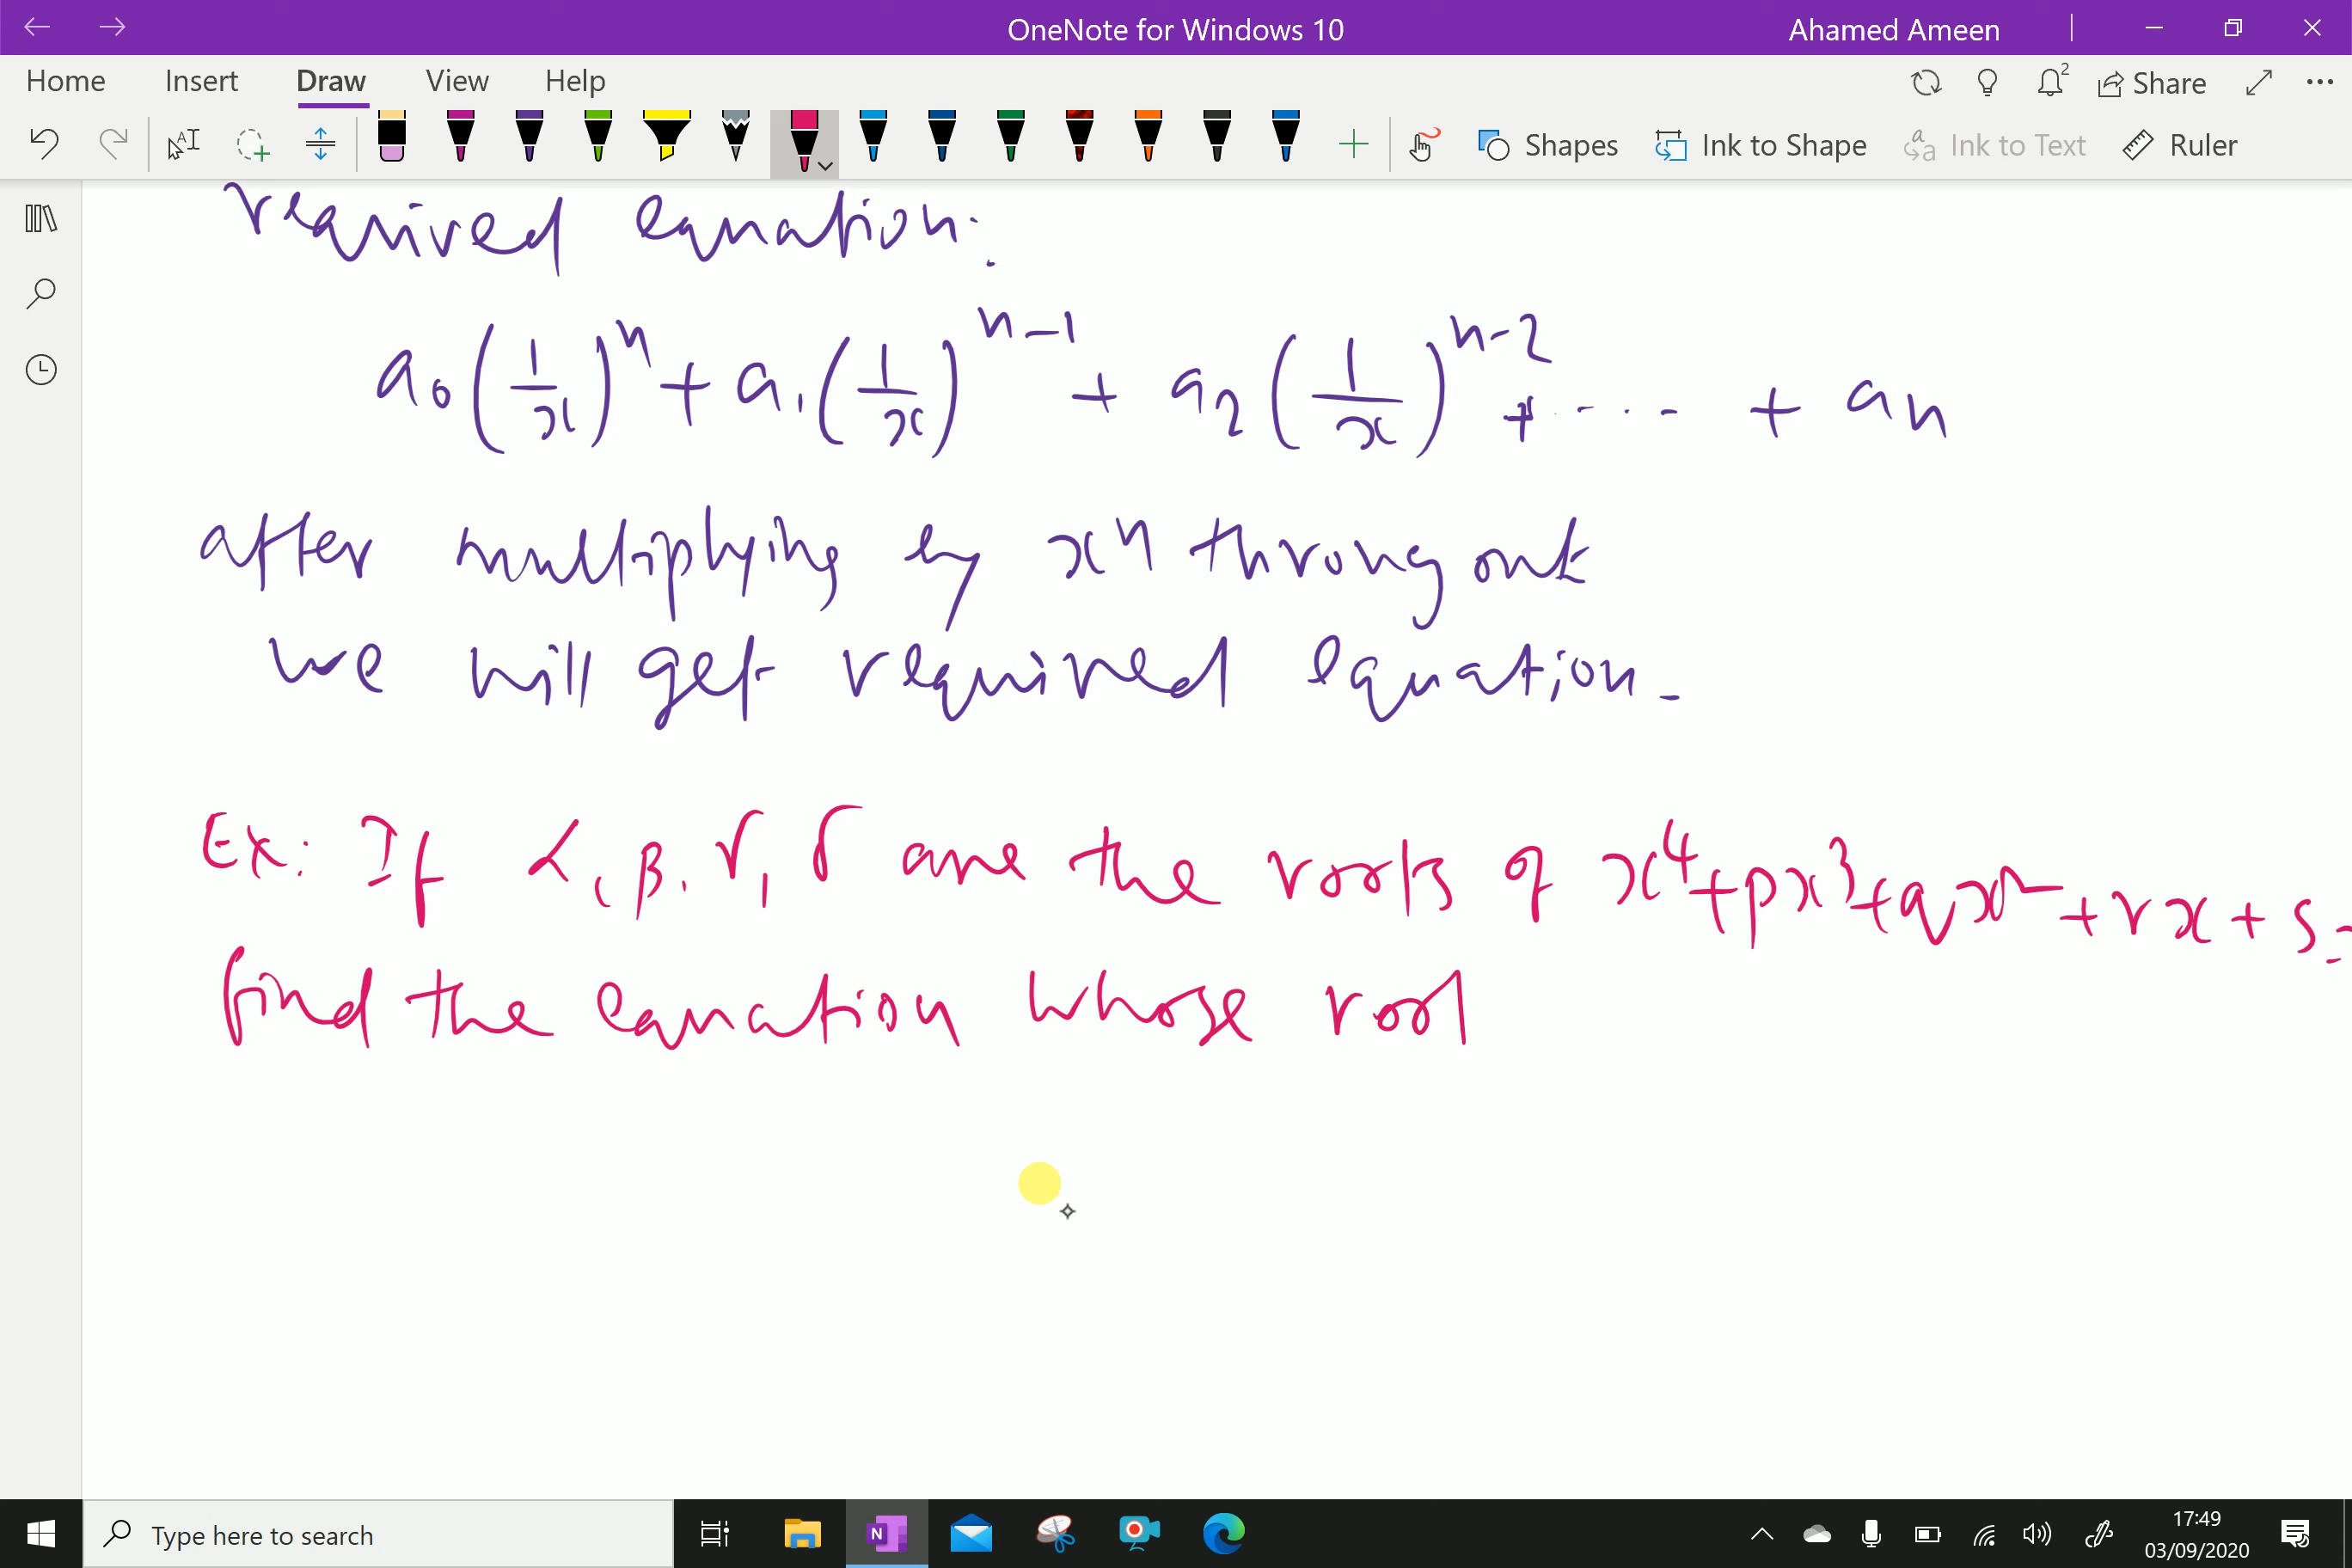 OneNote for Windows 10
Ahamed Ameen
Home Insert Draw View Help
2
Share
Shapes Ink to Shape Ink to Text Ruler
required equation:
a₀(1/x)ⁿ + a₁(1/x)ⁿ⁻¹ + a₂(1/x)ⁿ⁻² + ---- + aₙ
after multiplying by xⁿ throng out
we will get required equation-
Ex: If α, β, γ, δ are the roots of x⁴+px³+qx²+rx+s=
find the equation whose root
Type here to search
17:49
03/09/2020